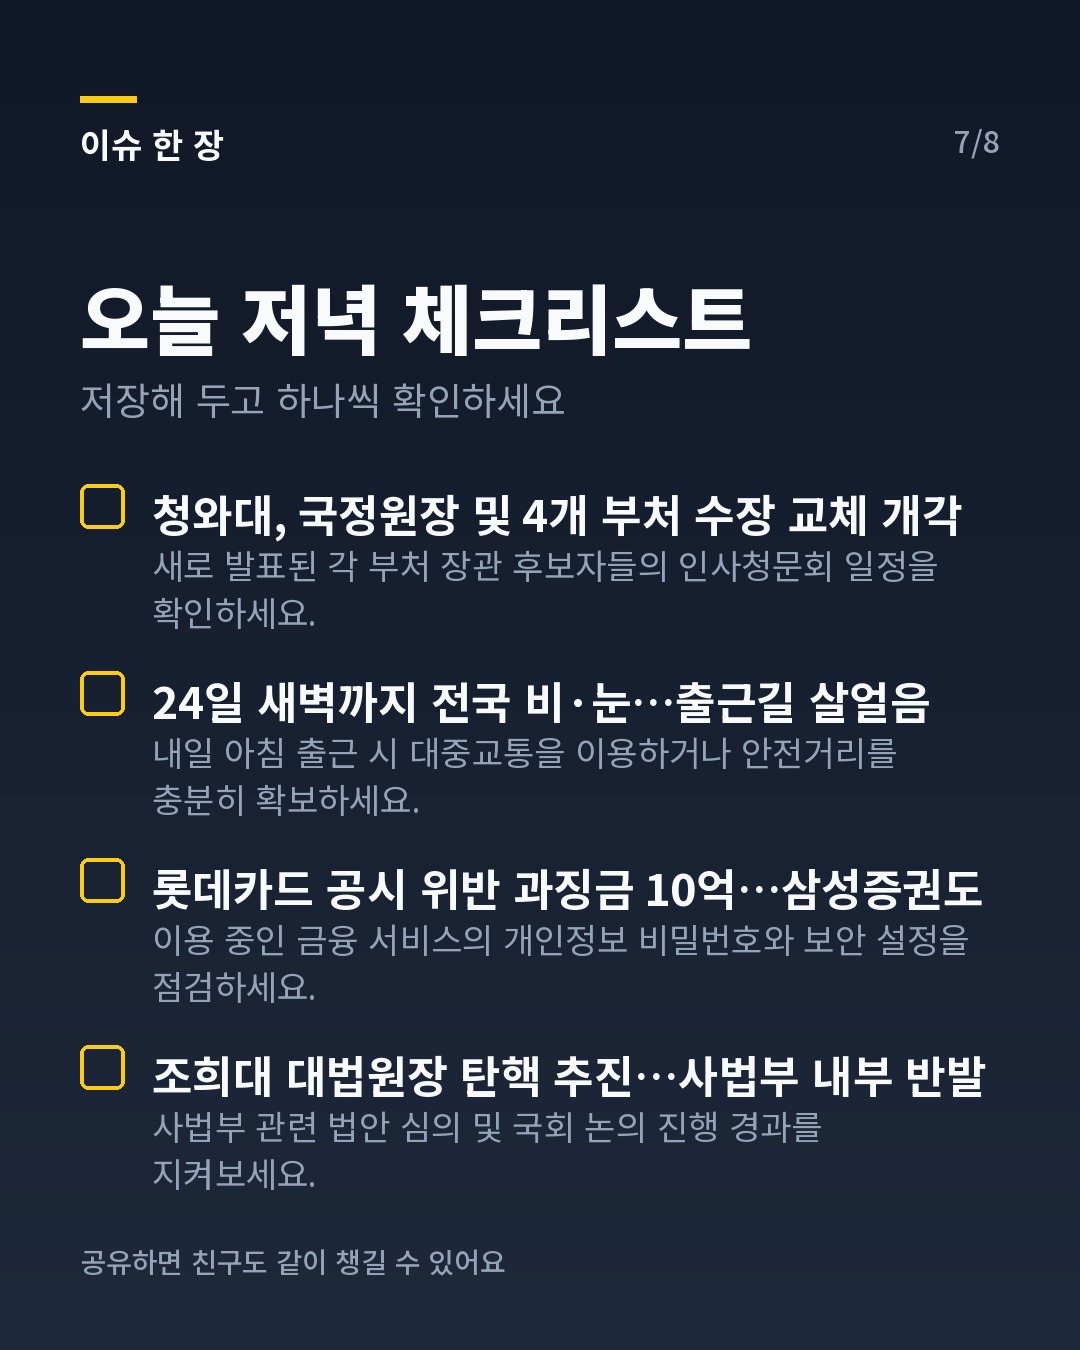 이슈 한 장
7/8
오늘 저녁 체크리스트
저장해 두고 하나씩 확인하세요
청와대, 국정원장 및 4개 부처 수장 교체 개각
새로 발표된 각 부처 장관 후보자들의 인사청문회 일정을
확인하세요.
24일 새벽까지 전국 비·눈…출근길 살얼음
내일 아침 출근 시 대중교통을 이용하거나 안전거리를
충분히 확보하세요.
롯데카드 공시 위반 과징금 10억…삼성증권도
이용 중인 금융 서비스의 개인정보 비밀번호와 보안 설정을
점검하세요.
조희대 대법원장 탄핵 추진…사법부 내부 반발
사법부 관련 법안 심의 및 국회 논의 진행 경과를
지켜보세요.
공유하면 친구도 같이 챙길 수 있어요